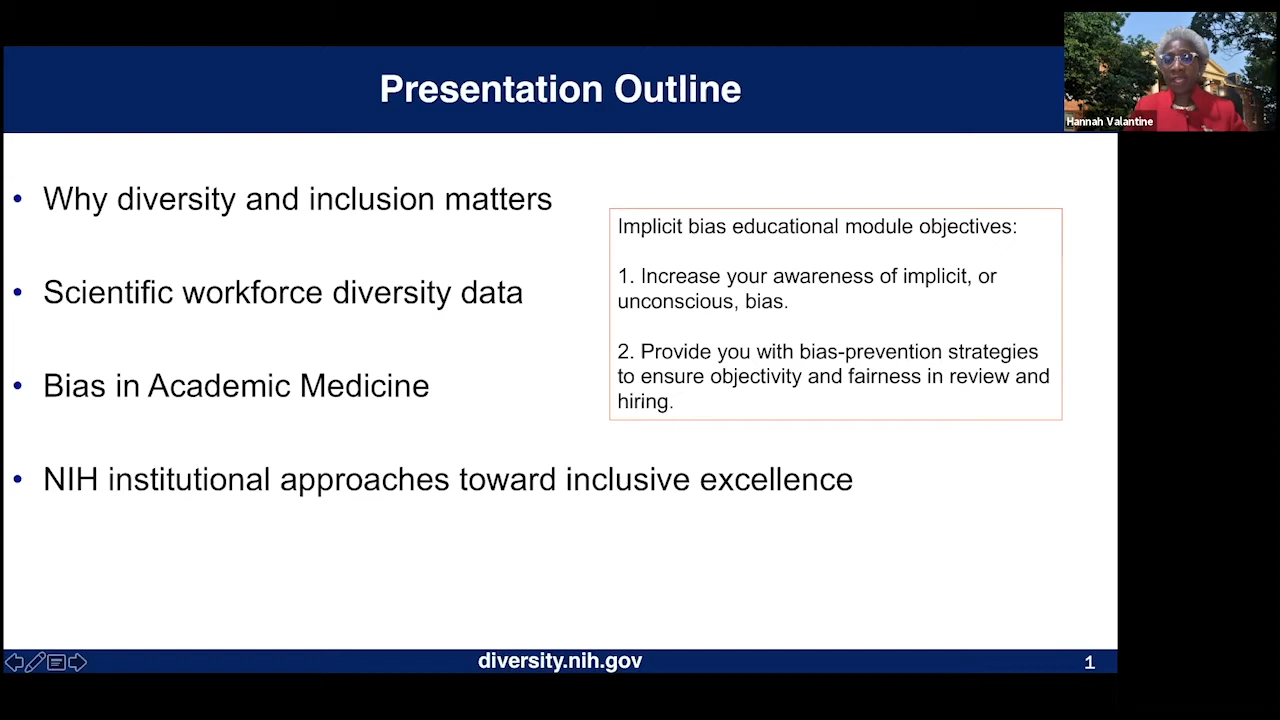 Presentation Outline
Hannah Valantine
• Why diversity and inclusion matters
• Scientific workforce diversity data
• Bias in Academic Medicine
• NIH institutional approaches toward inclusive excellence
Implicit bias educational module objectives:
1. Increase your awareness of implicit, or
unconscious, bias.
2. Provide you with bias-prevention strategies
to ensure objectivity and fairness in review and
hiring.
diversity.nih.gov
1